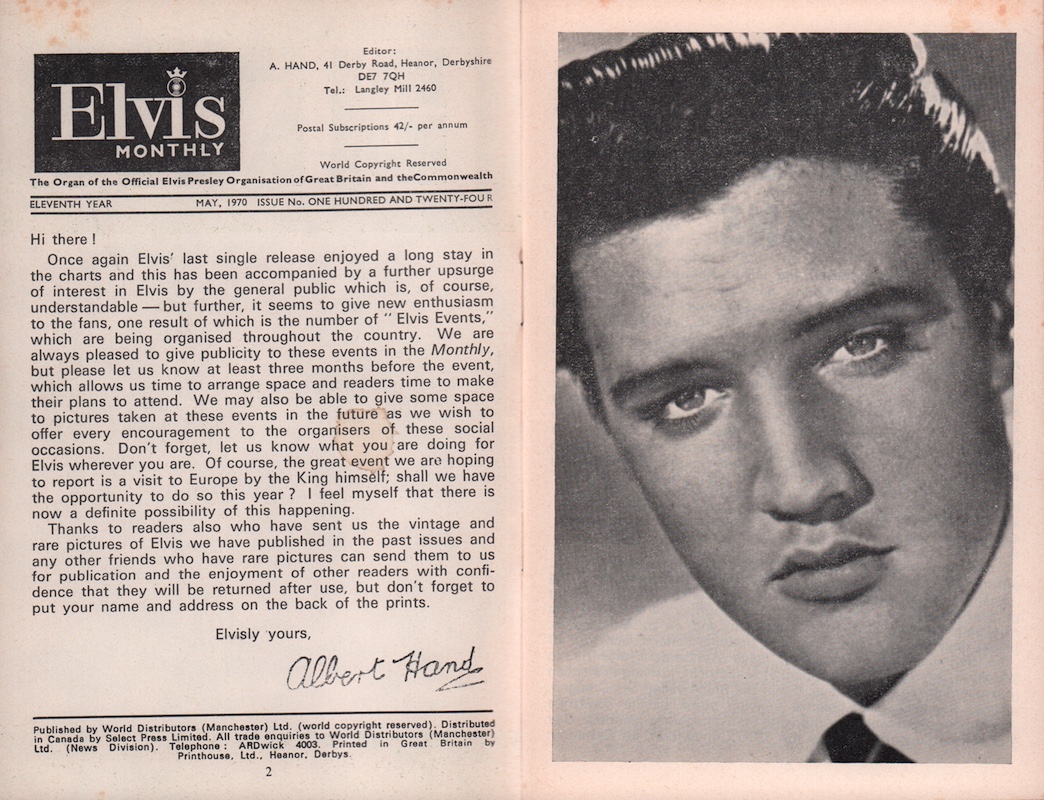 Elvis
MONTHLY
Editor:
A. HAND, 41 Derby Road, Heanor, Derbyshire
DE7 7QH
Tel.: Langley Mill 2460
Postal Subscriptions 42/- per annum
World Copyright Reserved
The Organ of the Official Elvis Presley Organisation of Great Britain and the Commonwealth
ELEVENTH YEAR MAY, 1970 ISSUE No. ONE HUNDRED AND TWENTY-FOUR
Hi there !
Once again Elvis' last single release enjoyed a long stay in
the charts and this has been accompanied by a further upsurge
of interest in Elvis by the general public which is, of course,
understandable — but further, it seems to give new enthusiasm
to the fans, one result of which is the number of " Elvis Events,"
which are being organised throughout the country. We are
always pleased to give publicity to these events in the Monthly,
but please let us know at least three months before the event,
which allows us time to arrange space and readers time to make
their plans to attend. We may also be able to give some space
to pictures taken at these events in the future as we wish to
offer every encouragement to the organisers of these social
occasions. Don't forget, let us know what you are doing for
Elvis wherever you are. Of course, the great event we are hoping
to report is a visit to Europe by the King himself; shall we have
the opportunity to do so this year ? I feel myself that there is
now a definite possibility of this happening.
Thanks to readers also who have sent us the vintage and
rare pictures of Elvis we have published in the past issues and
any other friends who have rare pictures can send them to us
for publication and the enjoyment of other readers with confi-
dence that they will be returned after use, but don't forget to
put your name and address on the back of the prints.
Elvisly yours,
Albert Hand
Published by World Distributors (Manchester) Ltd. (world copyright reserved). Distributed
in Canada by Select Press Limited. All trade enquiries to World Distributors (Manchester)
Ltd. (News Division). Telephone : ARDwick 4003. Printed in Great Britain by
Printhouse, Ltd., Heanor, Derbys.
2